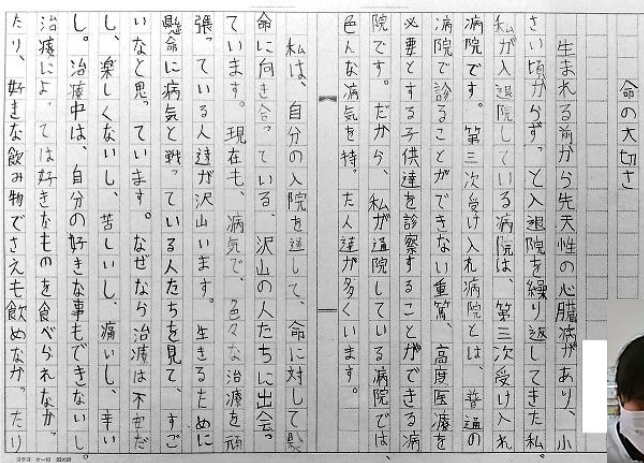 命の大切さ
生まれる前から先天性の心臓病があり、小
さい頃からずっと入退院を繰り返してきた私。
私が入退院している病院は、第三次受け入れ
病院です。第三次受け入れ病院とは、普通の
病院で診ることができない重篤、高度医療を
必要とする子供達を診察することができる病
院です。だから、私が通院している病院では、
色んな病気を持った人達が多くいます。
私は、自分の入院を通して、命に対して懸
命に向き合っている、沢山の人たちに出会っ
ています。現在も、病気で、色々な治療を頑
張っている人達が沢山います。生きるために
懸命に病気と戦っている人たちを見て、すご
いなと思っています。なぜなら治療は不安だ
し、楽しくないし、苦しいし、痛いし、辛い
し。治療中は、自分の好きな事もできないし。
治療によっては好きなものを食べられなかっ
たり、好きな飲み物でさえも飲めなかったり
コクヨ